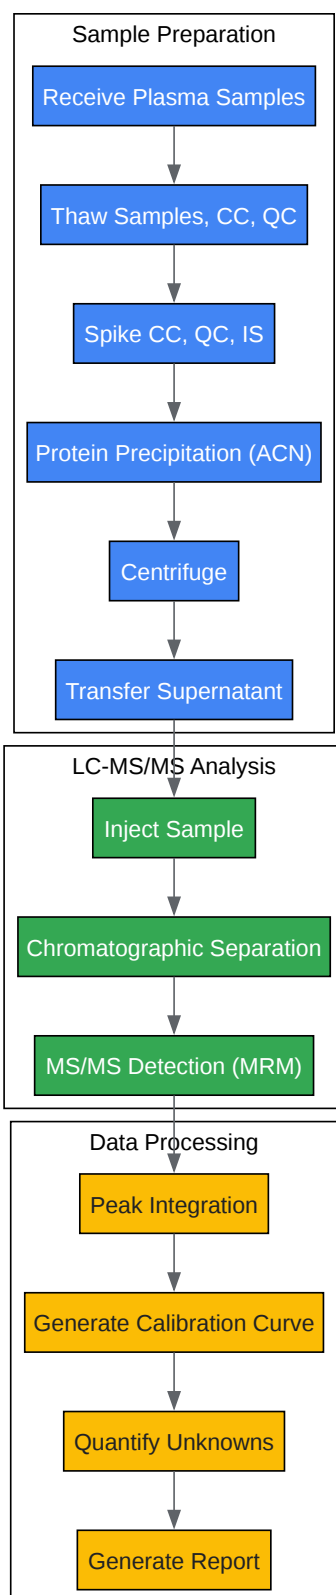 Sample Preparation
Receive Plasma Samples
Thaw Samples, CC, QC
Spike CC, QC, IS
Protein Precipitation (ACN)
Centrifuge
Transfer Supernatant
LC-MS/MS Analysis
Inject Sample
Chromatographic Separation
MS/MS Detection (MRM)
Data Processing
Peak Integration
Generate Calibration Curve
Quantify Unknowns
Generate Report